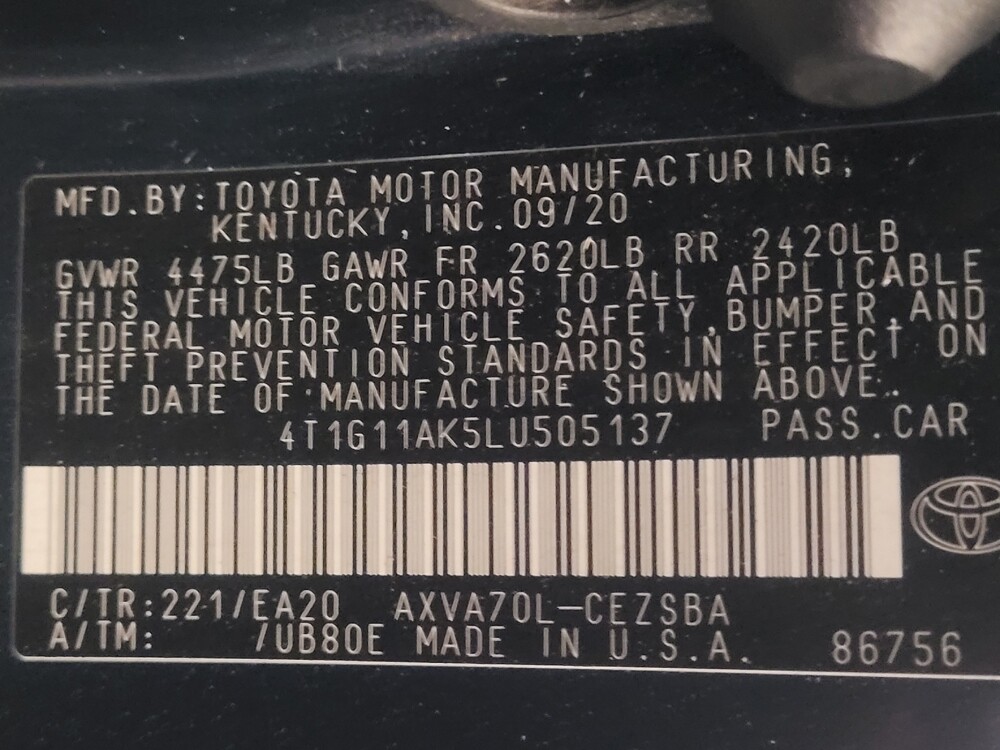 MFD.BY:TOYOTA MOTOR MANUFACTURING,
KENTUCKY,INC.09/20
GVWR 4475LB GAWR FR 2620LB RR 2420LB
THIS VEHICLE CONFORMS TO ALL APPLICABLE
FEDERAL MOTOR VEHICLE SAFETY,BUMPER,AND
THEFT PREVENTION STANDARDS IN EFFECT ON
THE DATE OF MANUFACTURE SHOWN ABOVE.
4T1G11AK5LU505137 PASS.CAR
C/TR:221/EA20 AXVA70L-CEZSBA
A/TM: /UB80E MADE IN U.S.A. 86756